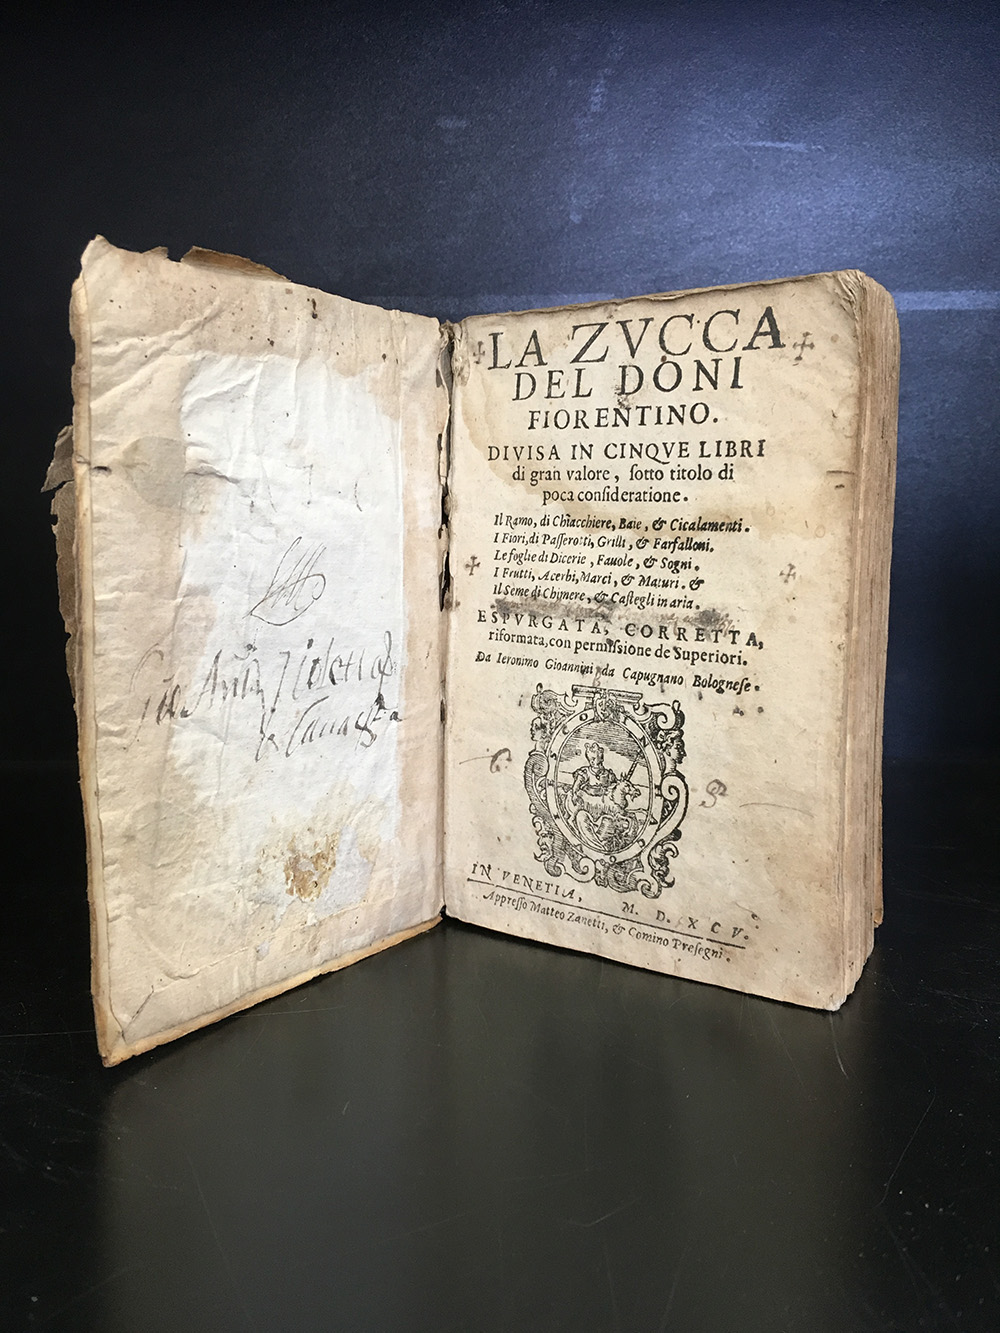 LA ZVCCA
DEL DONI
FIORENTINO.
DIVISA IN CINQVE LIBRI
di gran valore, ſotto titolo di
poca conſideratione.
Il Ramo, di Chiacchiere, Baie, & Cicalamenti.
I Fiori, di Paſſerotti, Grilli, & Farfalloni.
Le foglie di Dicerie, Fauole, & Sogni.
I Frutti, Acerbi, Marci, & Maturi. &
Il Seme di Chimere, & Caſtegli in aria.
ESPVRGATA, CORRETTA,
riformata, con permiſſione de Superiori.
Da Ieronimo Gioannini da Capugnano Bologneſe.
IN VENETIA, M. D. XCV.
Appreſſo Matteo Zanetti, & Comino Preſegni.